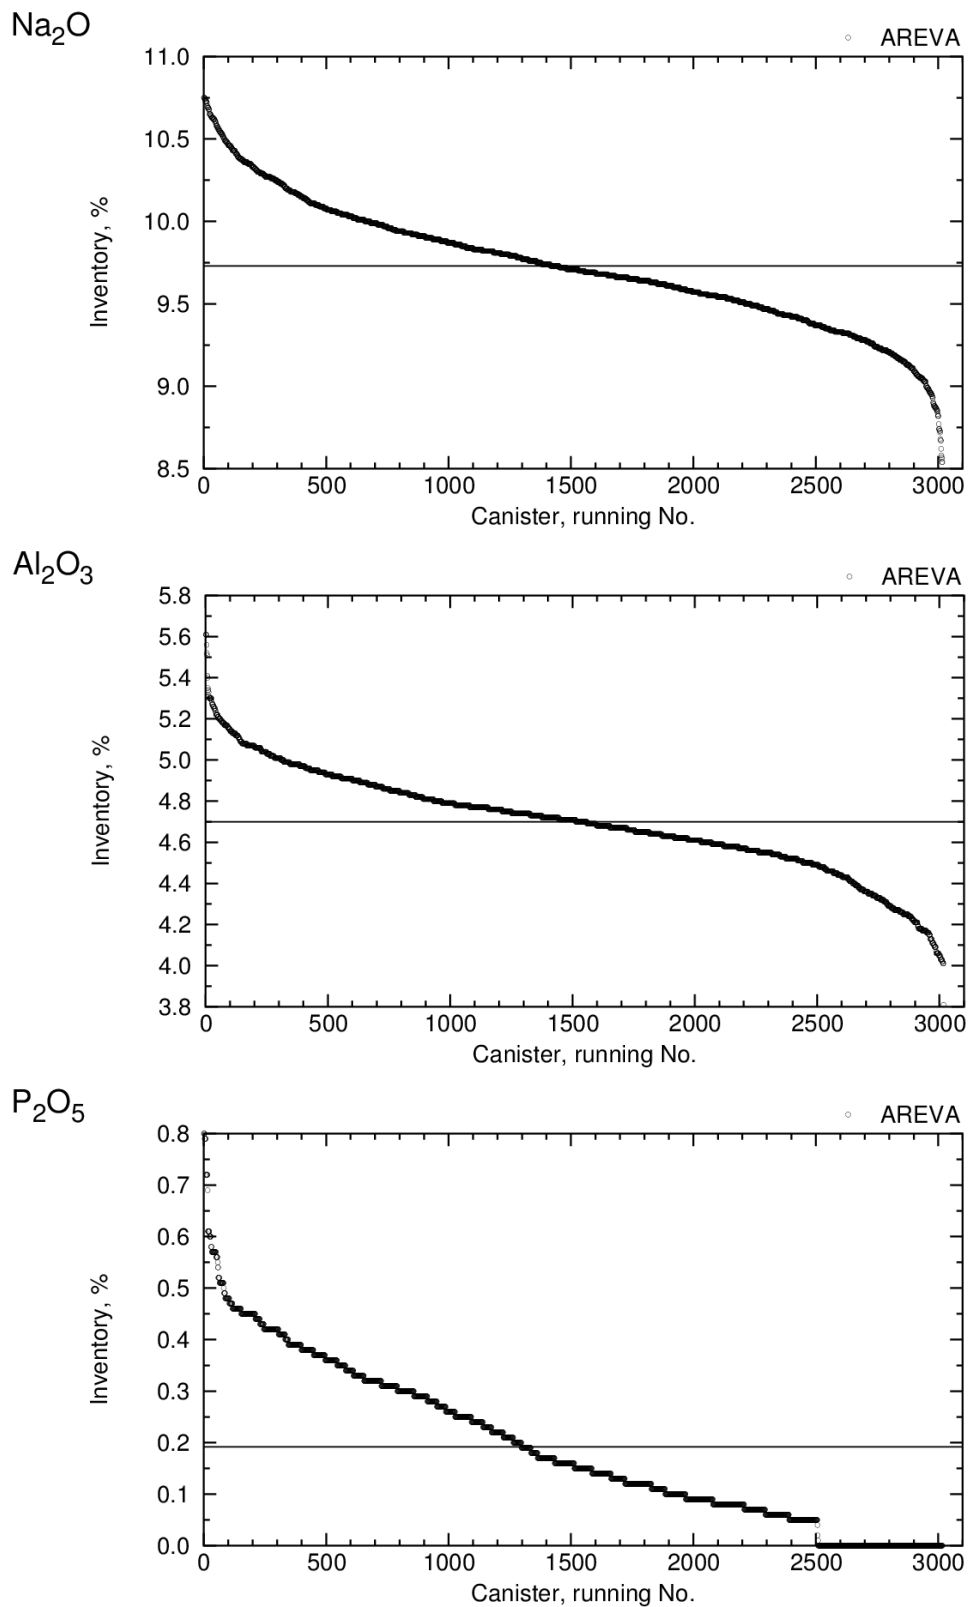 Na₂O
AREVA
11.0
10.5
10.0
9.5
9.0
8.5
Inventory, %
0 500 1000 1500 2000 2500 3000
Canister, running No.
Al₂O₃
AREVA
5.8
5.6
5.4
5.2
5.0
4.8
4.6
4.4
4.2
4.0
3.8
Inventory, %
0 500 1000 1500 2000 2500 3000
Canister, running No.
P₂O₅
AREVA
0.8
0.7
0.6
0.5
0.4
0.3
0.2
0.1
0.0
Inventory, %
0 500 1000 1500 2000 2500 3000
Canister, running No.